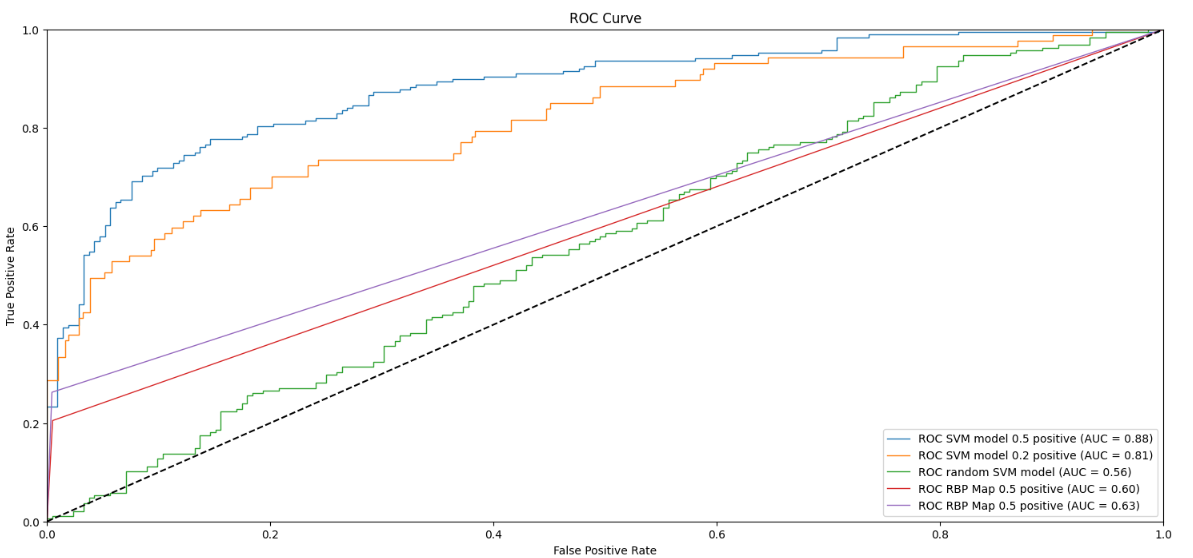 ROC Curve
1.0
0.8
0.6
0.4
0.2
0.0
True Positive Rate
ROC SVM model 0.5 positive (AUC = 0.88)
ROC SVM model 0.2 positive (AUC = 0.81)
ROC random SVM model (AUC = 0.56)
ROC RBP Map 0.5 positive (AUC = 0.60)
ROC RBP Map 0.5 positive (AUC = 0.63)
0.0 0.2 0.4 0.6 0.8 1.0
False Positive Rate